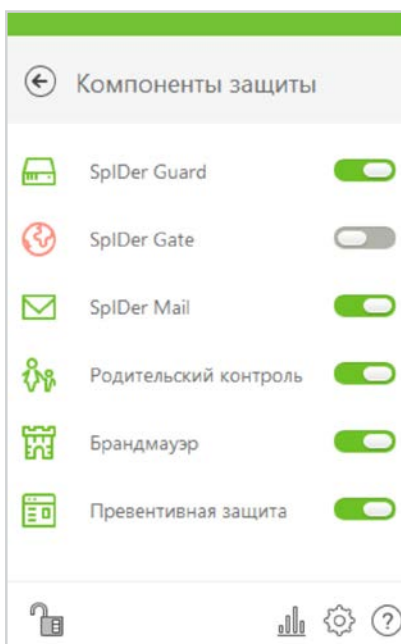 Компоненты защиты
SpIDer Guard
SpIDer Gate
SpIDer Mail
Родительский контроль
Брандмауэр
Превентивная защита
?